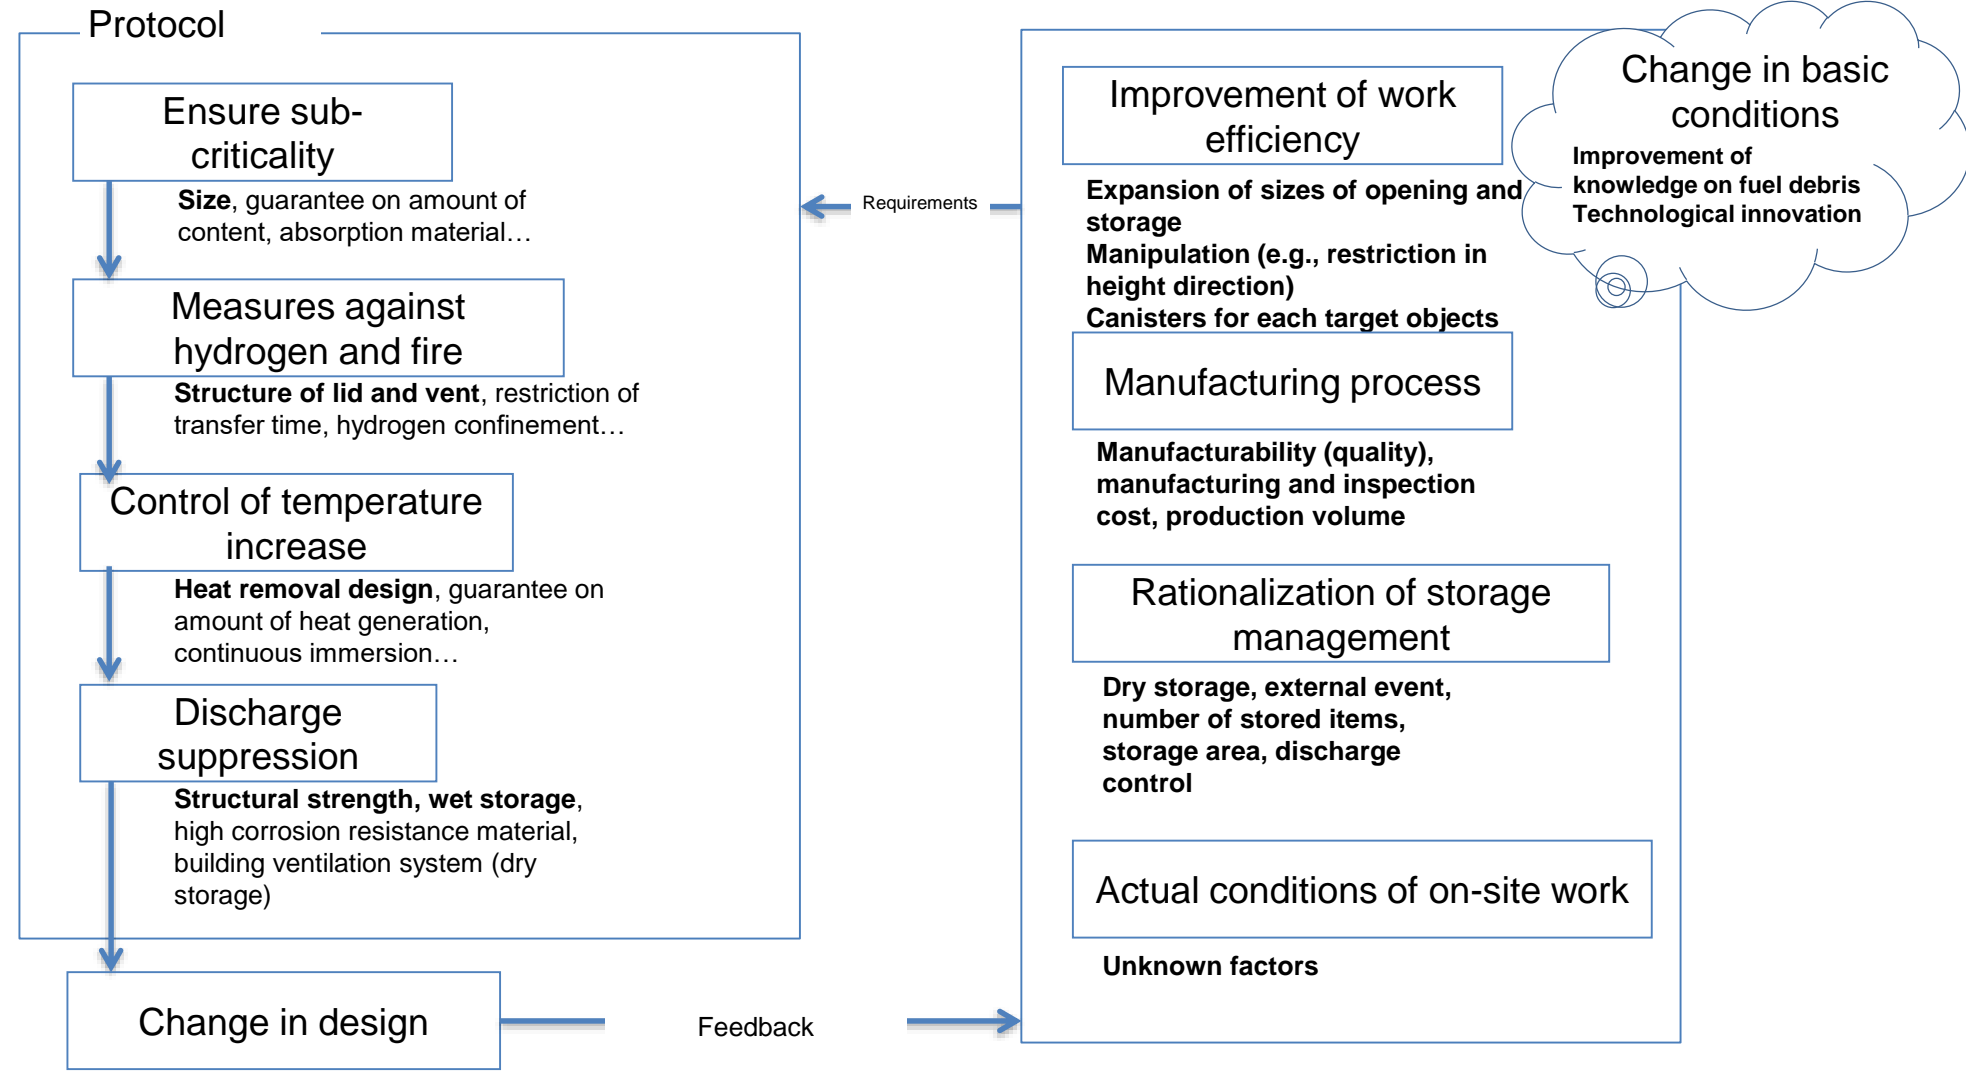 Protocol
Ensure sub-
criticality
Size, guarantee on amount of
content, absorption material…
Measures against
hydrogen and fire
Structure of lid and vent, restriction of
transfer time, hydrogen confinement…
Control of temperature
increase
Heat removal design, guarantee on
amount of heat generation,
continuous immersion…
Discharge
suppression
Structural strength, wet storage,
high corrosion resistance material,
building ventilation system (dry
storage)
Change in design
Requirements
Feedback
Improvement of work
efficiency
Expansion of sizes of opening and
storage
Manipulation (e.g., restriction in
height direction)
Canisters for each target objects
Manufacturing process
Manufacturability (quality),
manufacturing and inspection
cost, production volume
Rationalization of storage
management
Dry storage, external event,
number of stored items,
storage area, discharge
control
Actual conditions of on-site work
Unknown factors
Change in basic
conditions
Improvement of
knowledge on fuel debris
Technological innovation